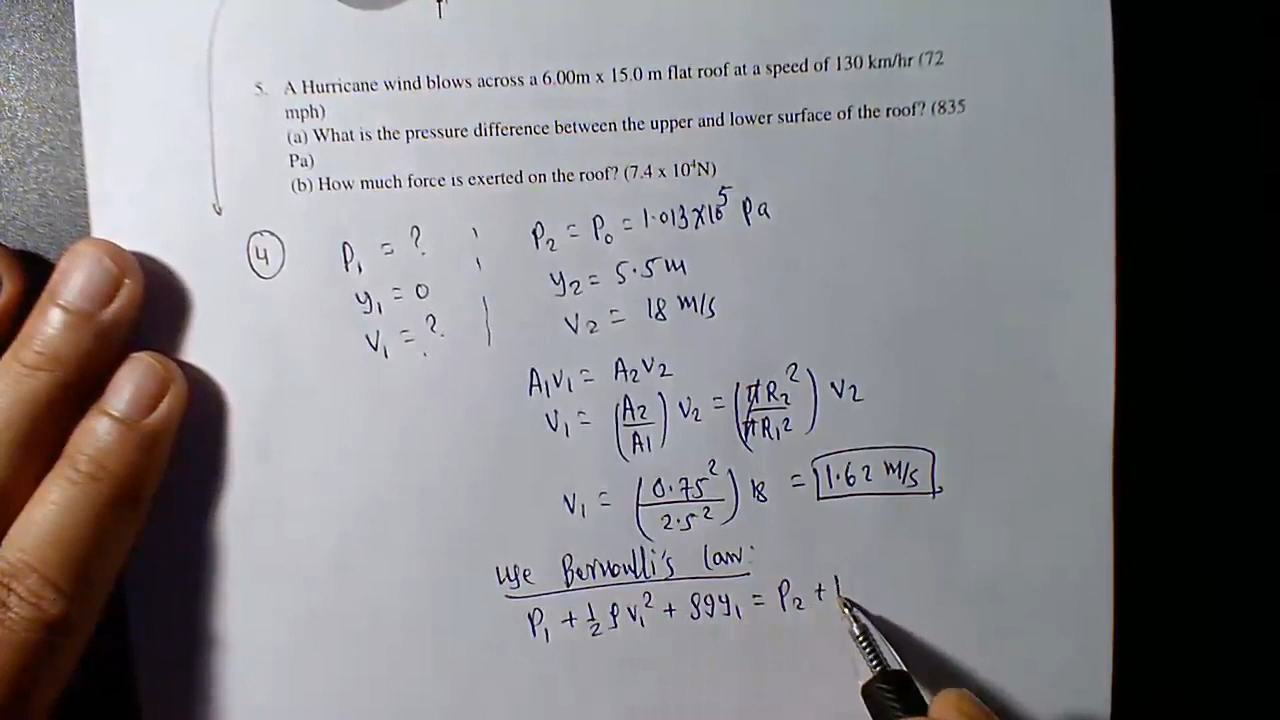 5. A Hurricane wind blows across a 6.00m x 15.0 m flat roof at a speed of 130 km/hr (72
mph)
(a) What is the pressure difference between the upper and lower surface of the roof? (835
Pa)
(b) How much force is exerted on the roof? (7.4 x 10⁴N)
④ P₁ = ? P₂ = P₀ = 1.013×10⁵ Pa
y₁ = 0 y₂ = 5.5m
V₁ = ? V₂ = 18 m/s
A₁V₁ = A₂V₂
V₁ = (A₂/A₁) V₂ = (πR₂²/πR₁²) V₂
V₁ = (0.75²/2.5²) 18 = 1.62 m/s
Use Bernoulli's law:
P₁ + ½ρv₁² + ρgy₁ = P₂ + 1